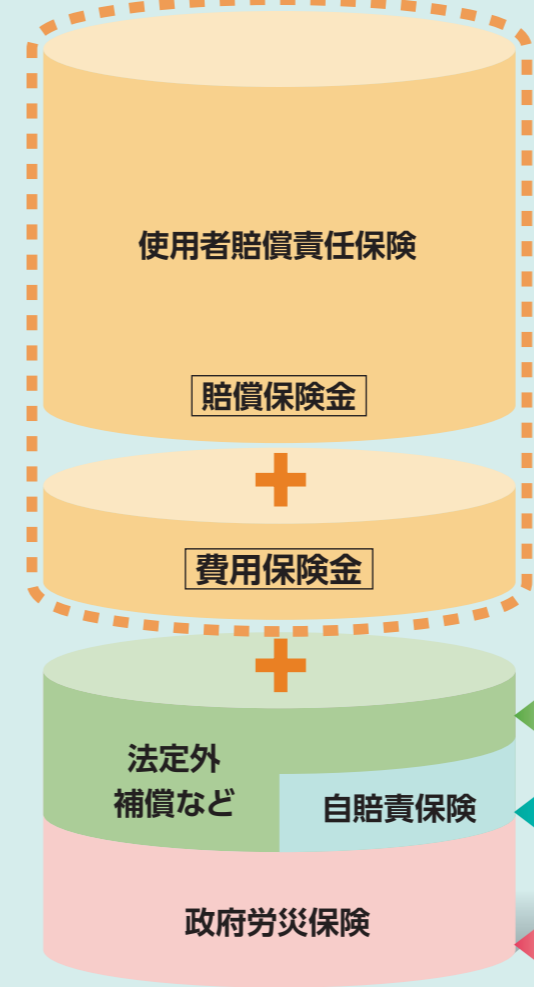 使用者賠償責任保険
賠償保険金
+
費用保険金
+
法定外
補償など
自賠責保険
政府労災保険